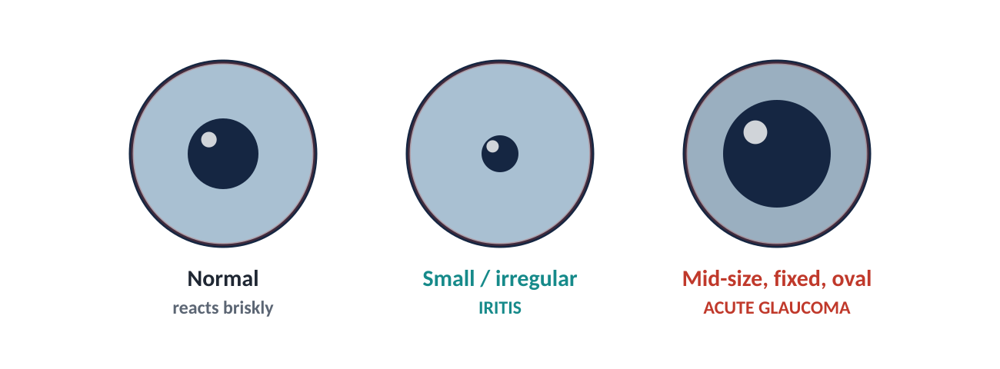 Normal
reacts briskly
Small / irregular
IRITIS
Mid-size, fixed, oval
ACUTE GLAUCOMA